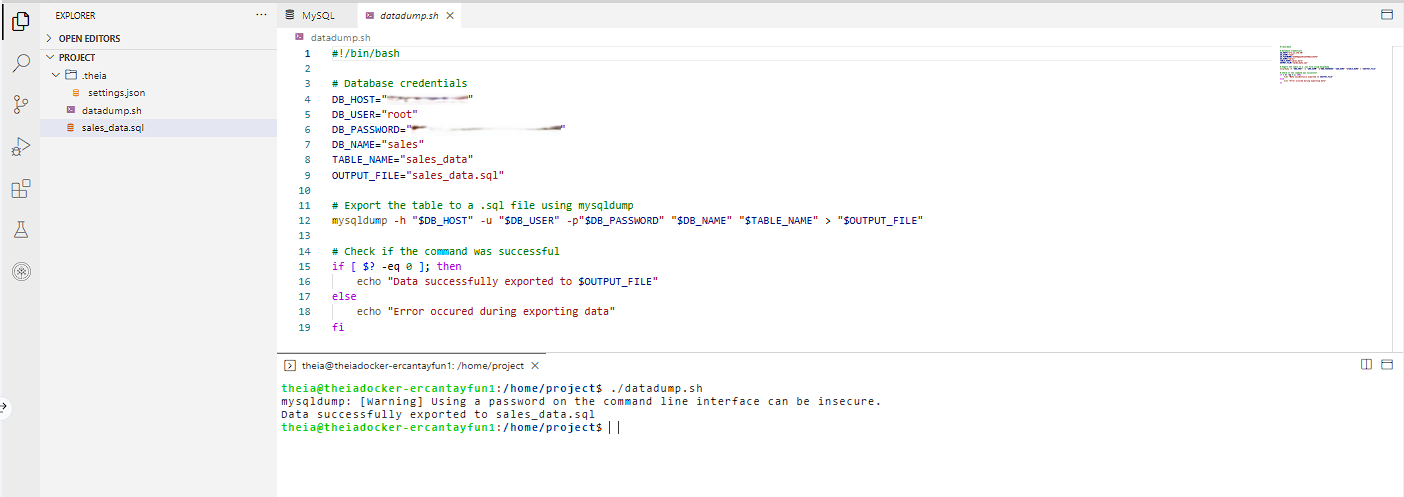 EXPLORER
···
OPEN EDITORS
PROJECT
.theia
settings.json
datadump.sh
sales_data.sql
MySQL
datadump.sh
datadump.sh
1 #!/bin/bash
2
3 # Database credentials
4 DB_HOST=" "
5 DB_USER="root"
6 DB_PASSWORD=" "
7 DB_NAME="sales"
8 TABLE_NAME="sales_data"
9 OUTPUT_FILE="sales_data.sql"
10
11 # Export the table to a .sql file using mysqldump
12 mysqldump -h "$DB_HOST" -u "$DB_USER" -p"$DB_PASSWORD" "$DB_NAME" "$TABLE_NAME" > "$OUTPUT_FILE"
13
14 # Check if the command was successful
15 if [ $? -eq 0 ]; then
16 echo "Data successfully exported to $OUTPUT_FILE"
17 else
18 echo "Error occured during exporting data"
19 fi
theia@theiadocker-ercantayfun1: /home/project
theia@theiadocker-ercantayfun1:/home/project$ ./datadump.sh
mysqldump: [Warning] Using a password on the command line interface can be insecure.
Data successfully exported to sales_data.sql
theia@theiadocker-ercantayfun1:/home/project$